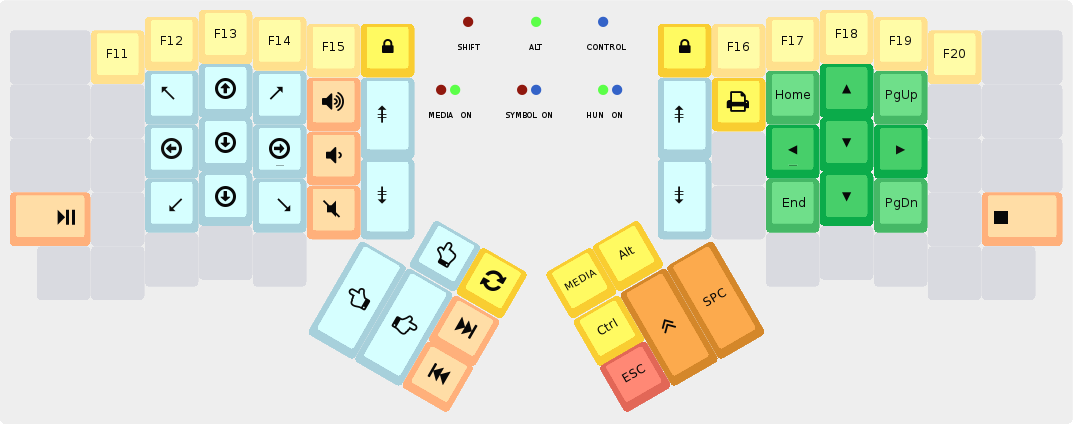 F11 F12 F13 F14 F15 F16 F17 F18 F19 F20
SHIFT ALT CONTROL
MEDIA ON SYMBOL ON HUN ON
Home PgUp
End PgDn
MEDIA Alt
Ctrl SPC
ESC